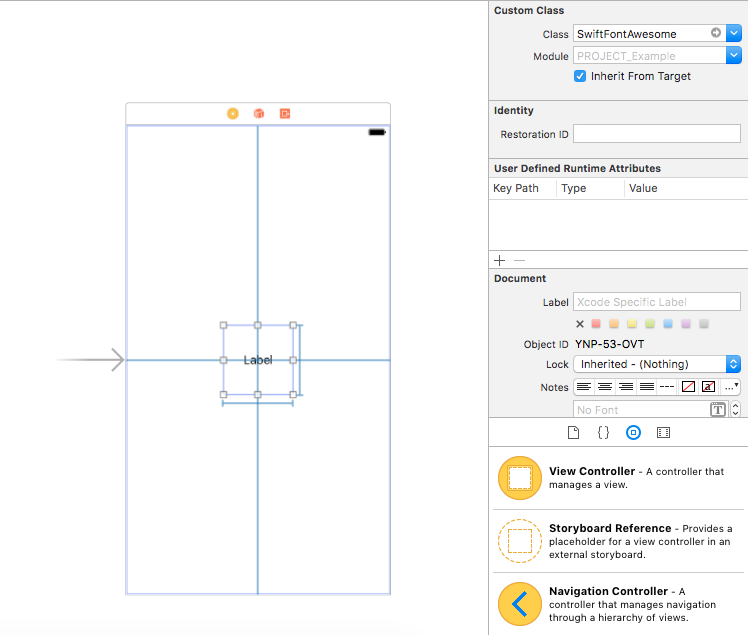 Custom Class
Class SwiftFontAwesome
Module PROJECT_Example
Inherit From Target
Identity
Restoration ID
User Defined Runtime Attributes
Key Path Type Value
Label
Document
Label Xcode Specific Label
Object ID YNP-53-OVT
Lock Inherited - (Nothing)
Notes
No Font T
View Controller - A controller that
manages a view.
Storyboard Reference - Provides a
placeholder for a view controller in an
external storyboard.
Navigation Controller - A
controller that manages navigation
through a hierarchy of views.